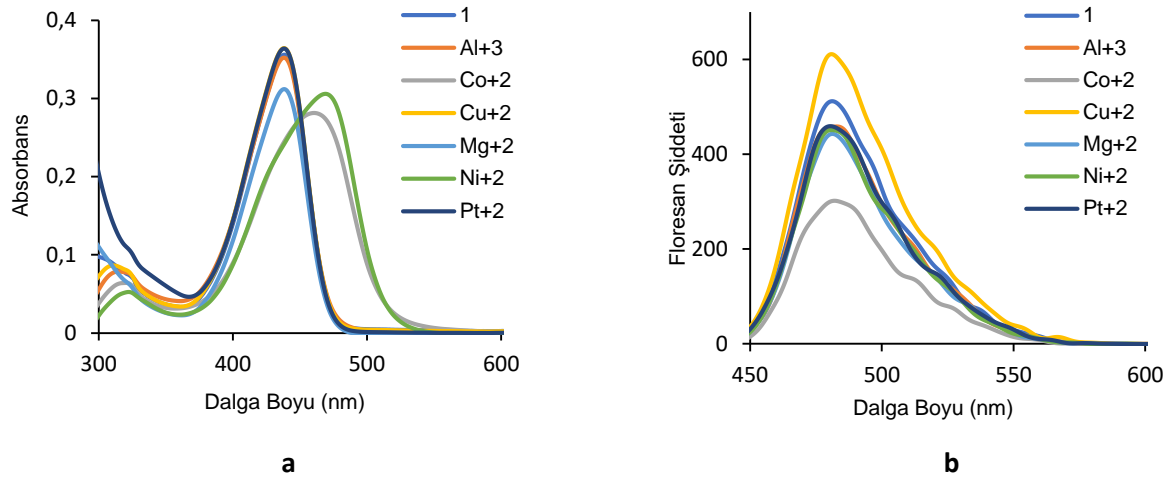 0,4
0,3
0,2
0,1
0
300
400
500
600
Absorbans
Dalga Boyu (nm)
1
Al+3
Co+2
Cu+2
Mg+2
Ni+2
Pt+2
a
600
400
200
0
450
500
550
600
Floresan Şiddeti
Dalga Boyu (nm)
1
Al+3
Co+2
Cu+2
Mg+2
Ni+2
Pt+2
b